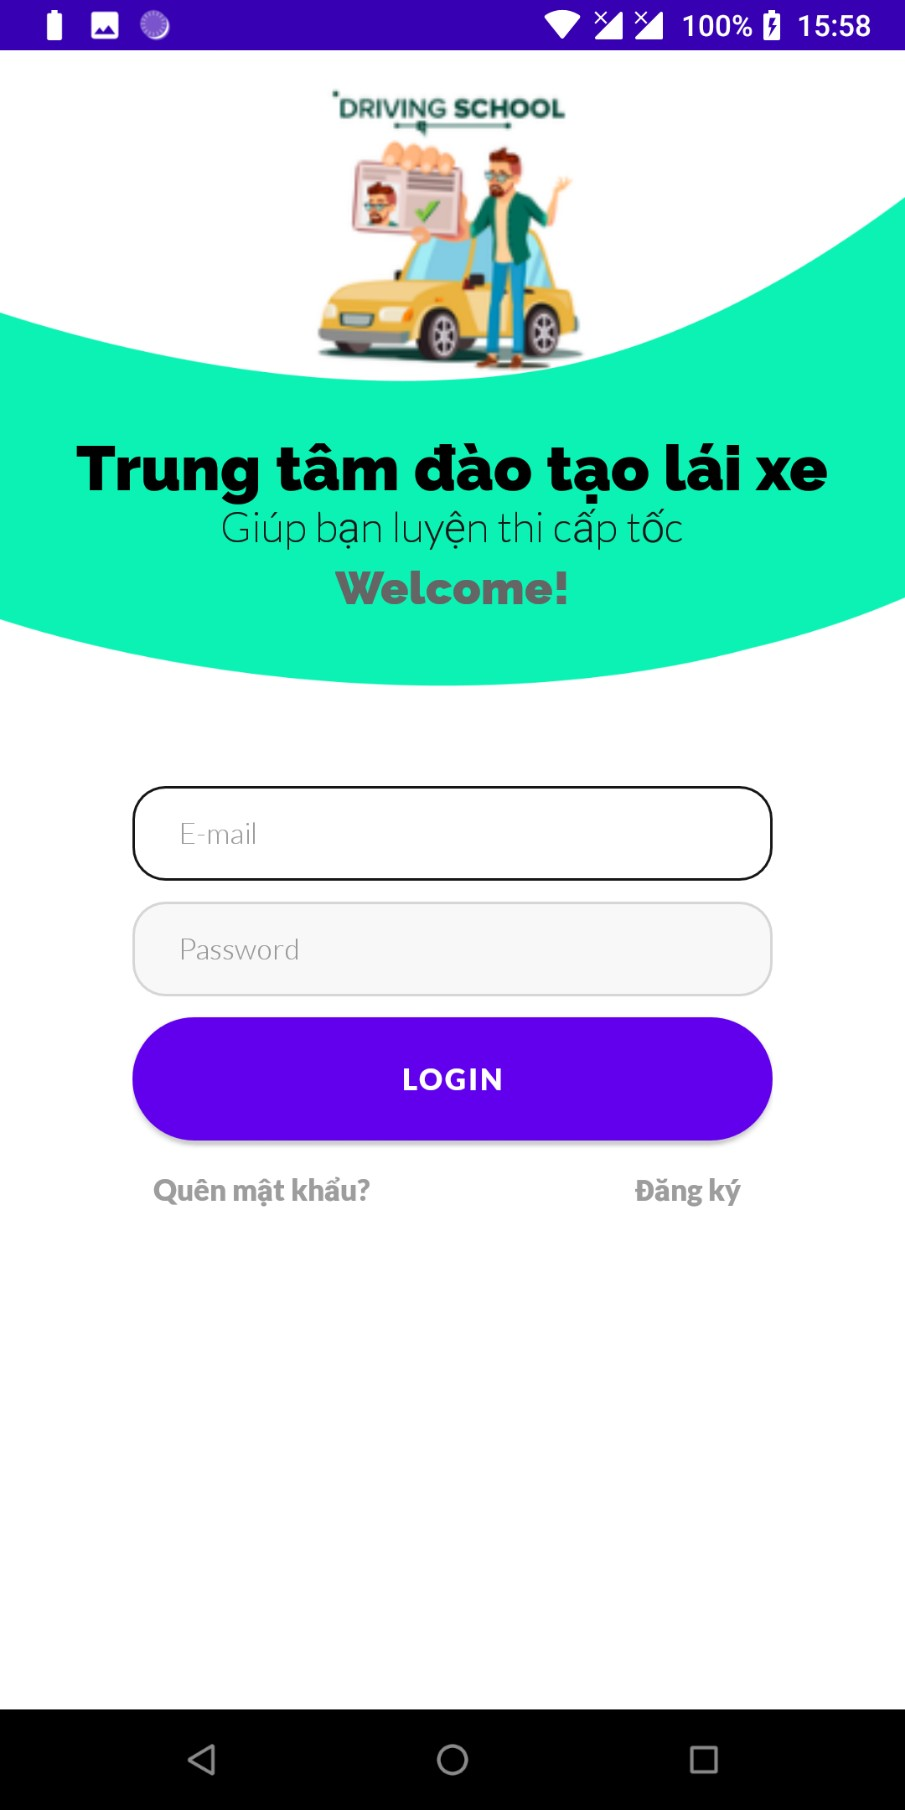 100% 15:58
DRIVING SCHOOL
Trung tâm đào tạo lái xe
Giúp bạn luyện thi cấp tốc
Welcome!
E-mail
Password
LOGIN
Quên mật khẩu? Đăng ký